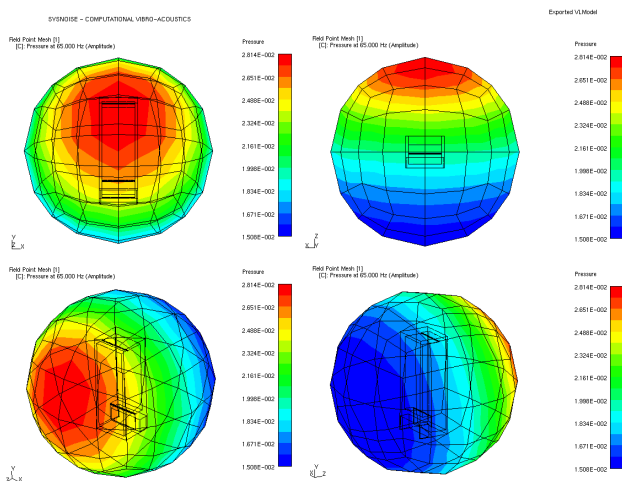 Exported VLModel
SYSNOISE - COMPUTATIONAL VIBRO-ACOUSTICS
Field Point Mesh [1]
[C]: Pressure at 65.000 Hz (Amplitude)
Pressure
2.814E-002
2.651E-002
2.488E-002
2.324E-002
2.161E-002
1.998E-002
1.834E-002
1.671E-002
1.508E-002
Y
Z X
Field Point Mesh [1]
[C]: Pressure at 65.000 Hz (Amplitude)
Pressure
2.814E-002
2.651E-002
2.488E-002
2.324E-002
2.161E-002
1.998E-002
1.834E-002
1.671E-002
1.508E-002
Z
X Y
Field Point Mesh [1]
[C]: Pressure at 65.000 Hz (Amplitude)
Pressure
2.814E-002
2.651E-002
2.488E-002
2.324E-002
2.161E-002
1.998E-002
1.834E-002
1.671E-002
1.508E-002
Y
Z X
Field Point Mesh [1]
[C]: Pressure at 65.000 Hz (Amplitude)
Pressure
2.814E-002
2.651E-002
2.488E-002
2.324E-002
2.161E-002
1.998E-002
1.834E-002
1.671E-002
1.508E-002
Y
X Z